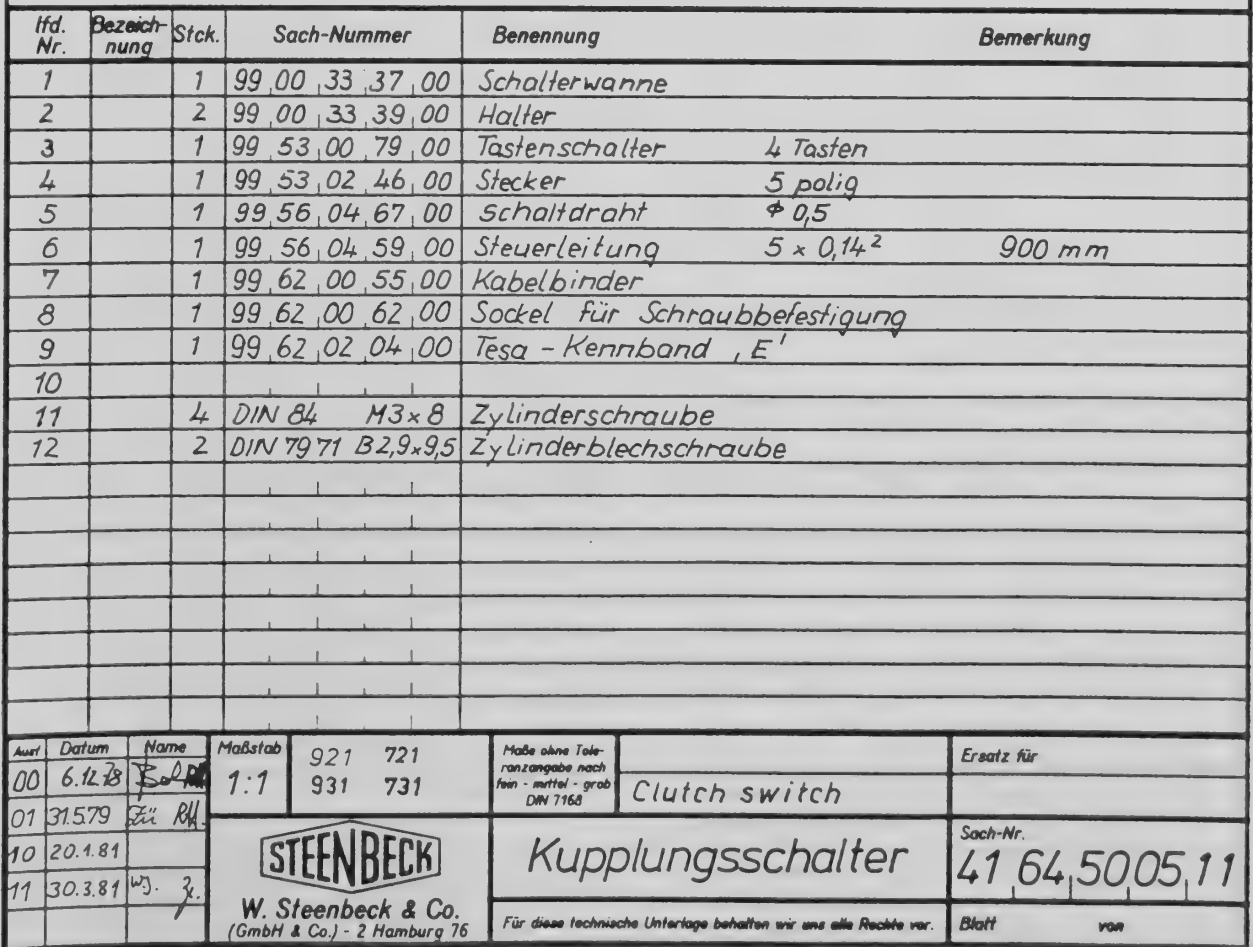 lfd. Nr. Bezeich- nung Stck. Sach-Nummer Benennung Bemerkung
1 1 99 00 33 37 00 Schalterwanne
2 2 99 00 33 39 00 Halter
3 1 99 53 00 79 00 Tastenschalter 4 Tasten
4 1 99 53 02 46 00 Stecker 5 polig
5 1 99 56 04 67 00 Schaltdraht ϕ 0,5
6 1 99 56 04 59 00 Steuerleitung 5 × 0,14² 900 mm
7 1 99 62 00 55 00 Kabelbinder
8 1 99 62 00 62 00 Sockel für Schraubbefestigung
9 1 99 62 02 04 00 Tesa - Kennband ‚E'
10
11 4 DIN 84 M3×8 Zylinderschraube
12 2 DIN 7971 B2,9×9,5 Zylinderblechschraube
Ausf Datum Name
00 6.12.78
01 31.5.79
10 20.1.81
11 30.3.81
Maßstab
1:1
921 721
931 731
Maße ohne Tole-
ranzangabe nach
fein - mittel - grob
DIN 7168
Clutch switch
Ersatz für
STEENBECK
W. Steenbeck & Co.
(GmbH & Co.) - 2 Hamburg 76
Kupplungsschalter
Sach-Nr.
41 64 50 05 11
Für diese technische Unterlage behalten wir uns alle Rechte vor.
Blatt von